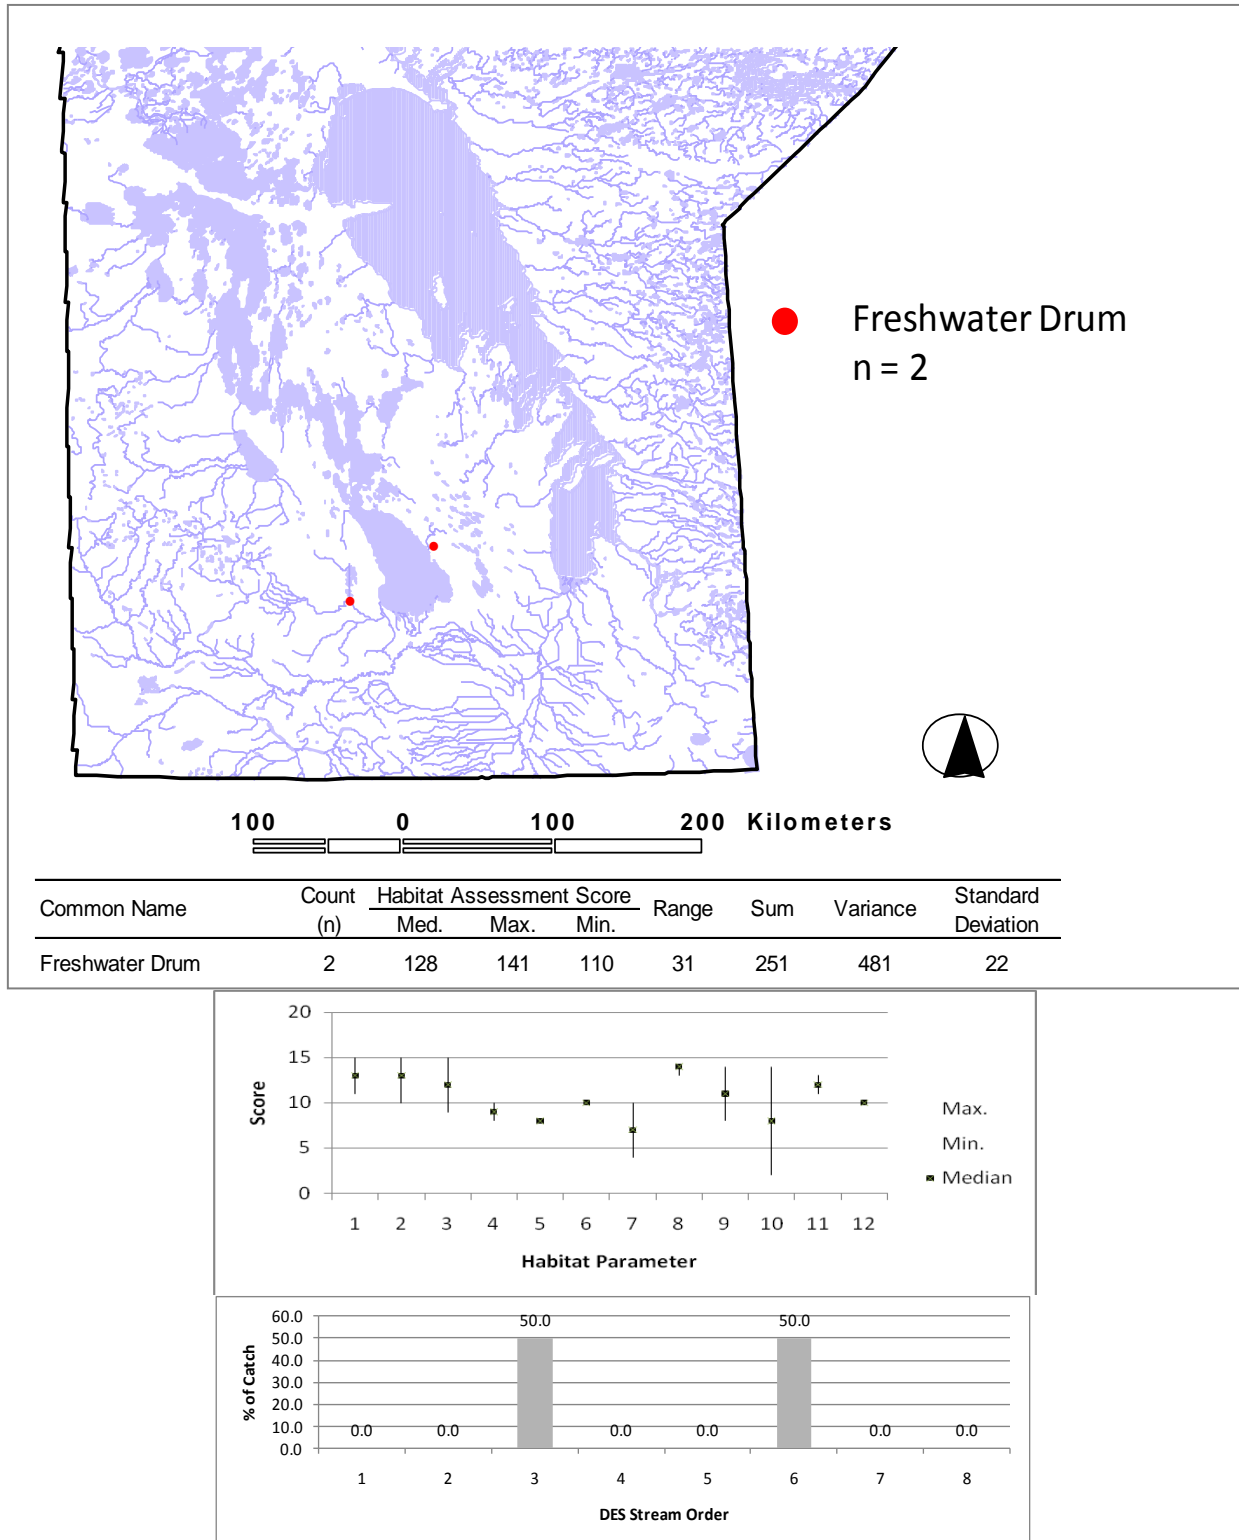 Freshwater Drum
n = 2
100 0 100 200 Kilometers
Common Name Count (n) Habitat Assessment Score Med. Max. Min. Range Sum Variance Standard Deviation
Freshwater Drum 2 128 141 110 31 251 481 22
20
15
10
5
0
Score
1 2 3 4 5 6 7 8 9 10 11 12
Habitat Parameter
Max.
Min.
Median
60.0
50.0
40.0
30.0
20.0
10.0
0.0
% of Catch
0.0 0.0 50.0 0.0 0.0 50.0 0.0 0.0
1 2 3 4 5 6 7 8
DES Stream Order